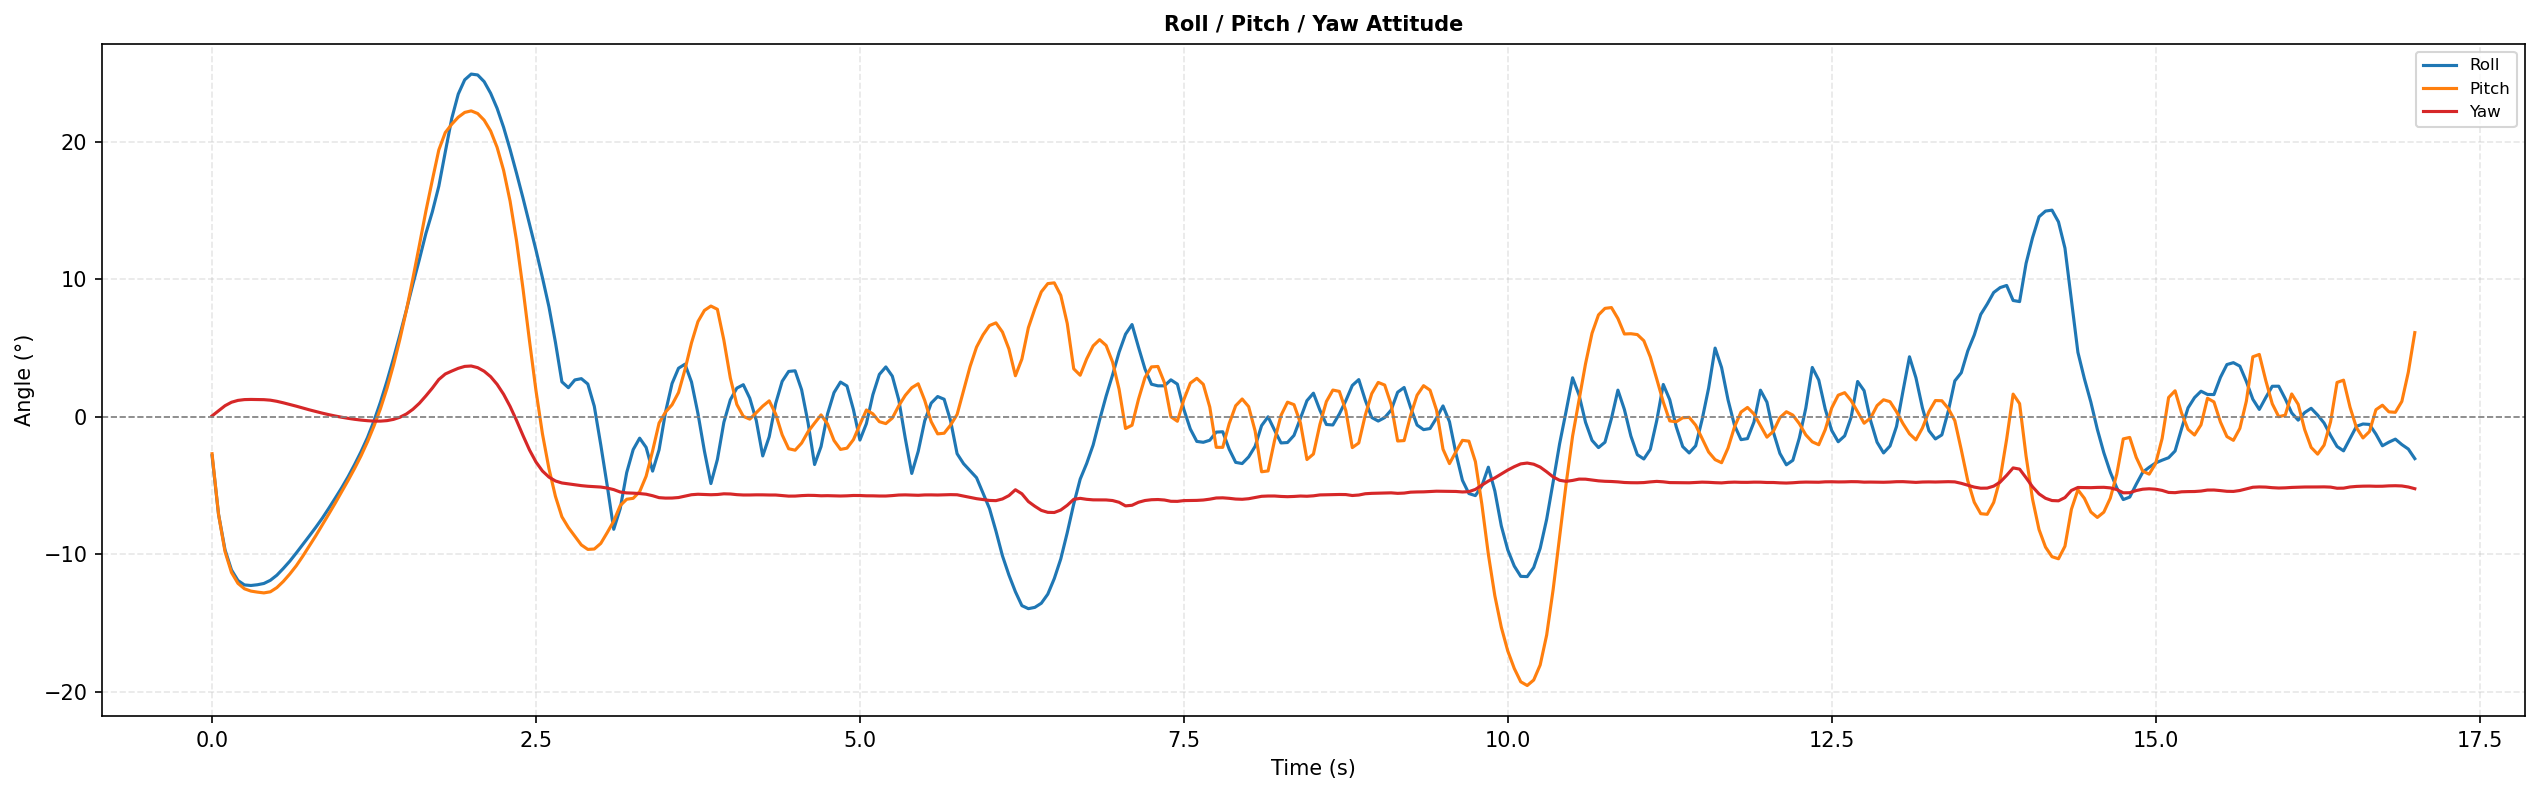 Roll / Pitch / Yaw Attitude
Roll
Pitch
Yaw
Angle (°)
20
10
0
−10
−20
0.0 2.5 5.0 7.5 10.0 12.5 15.0 17.5
Time (s)